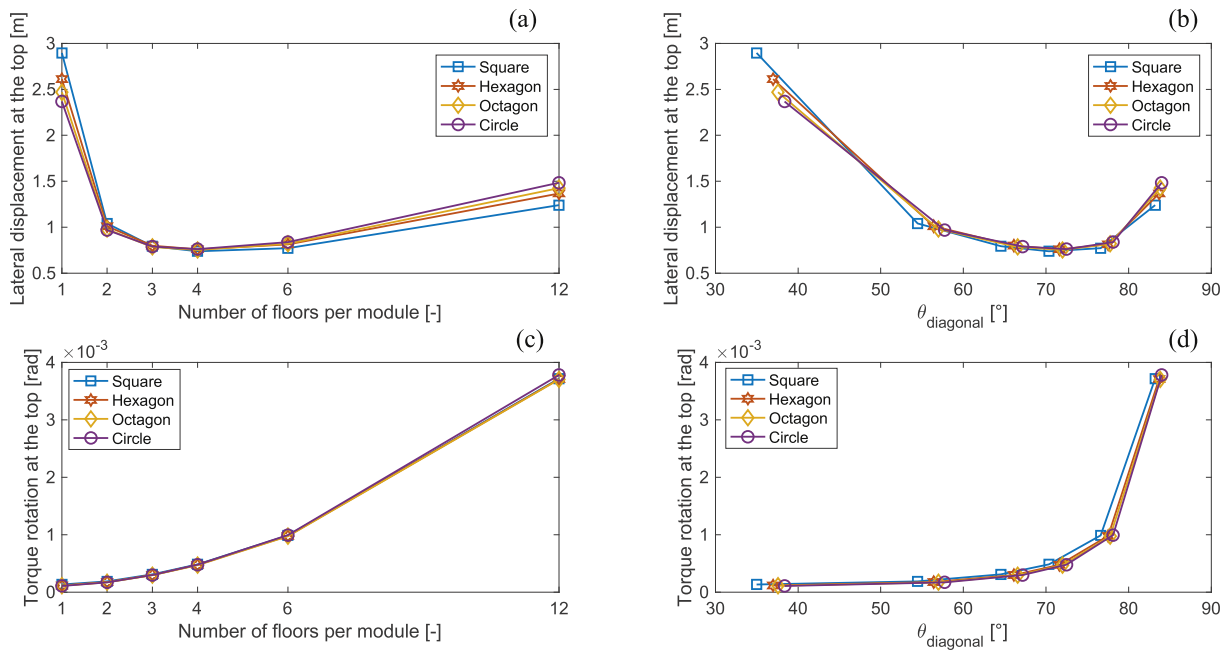 (a)
Lateral displacement at the top [m]
3
2.5
2
1.5
1
0.5
Square
Hexagon
Octagon
Circle
1 2 3 4 6 12
Number of floors per module [-]
(b)
Lateral displacement at the top [m]
3
2.5
2
1.5
1
0.5
Square
Hexagon
Octagon
Circle
30 40 50 60 70 80 90
θdiagonal [°]
(c)
×10-3
Torque rotation at the top [rad]
4
3
2
1
0
Square
Hexagon
Octagon
Circle
1 2 3 4 6 12
Number of floors per module [-]
(d)
×10-3
Torque rotation at the top [rad]
4
3
2
1
0
Square
Hexagon
Octagon
Circle
30 40 50 60 70 80 90
θdiagonal [°]